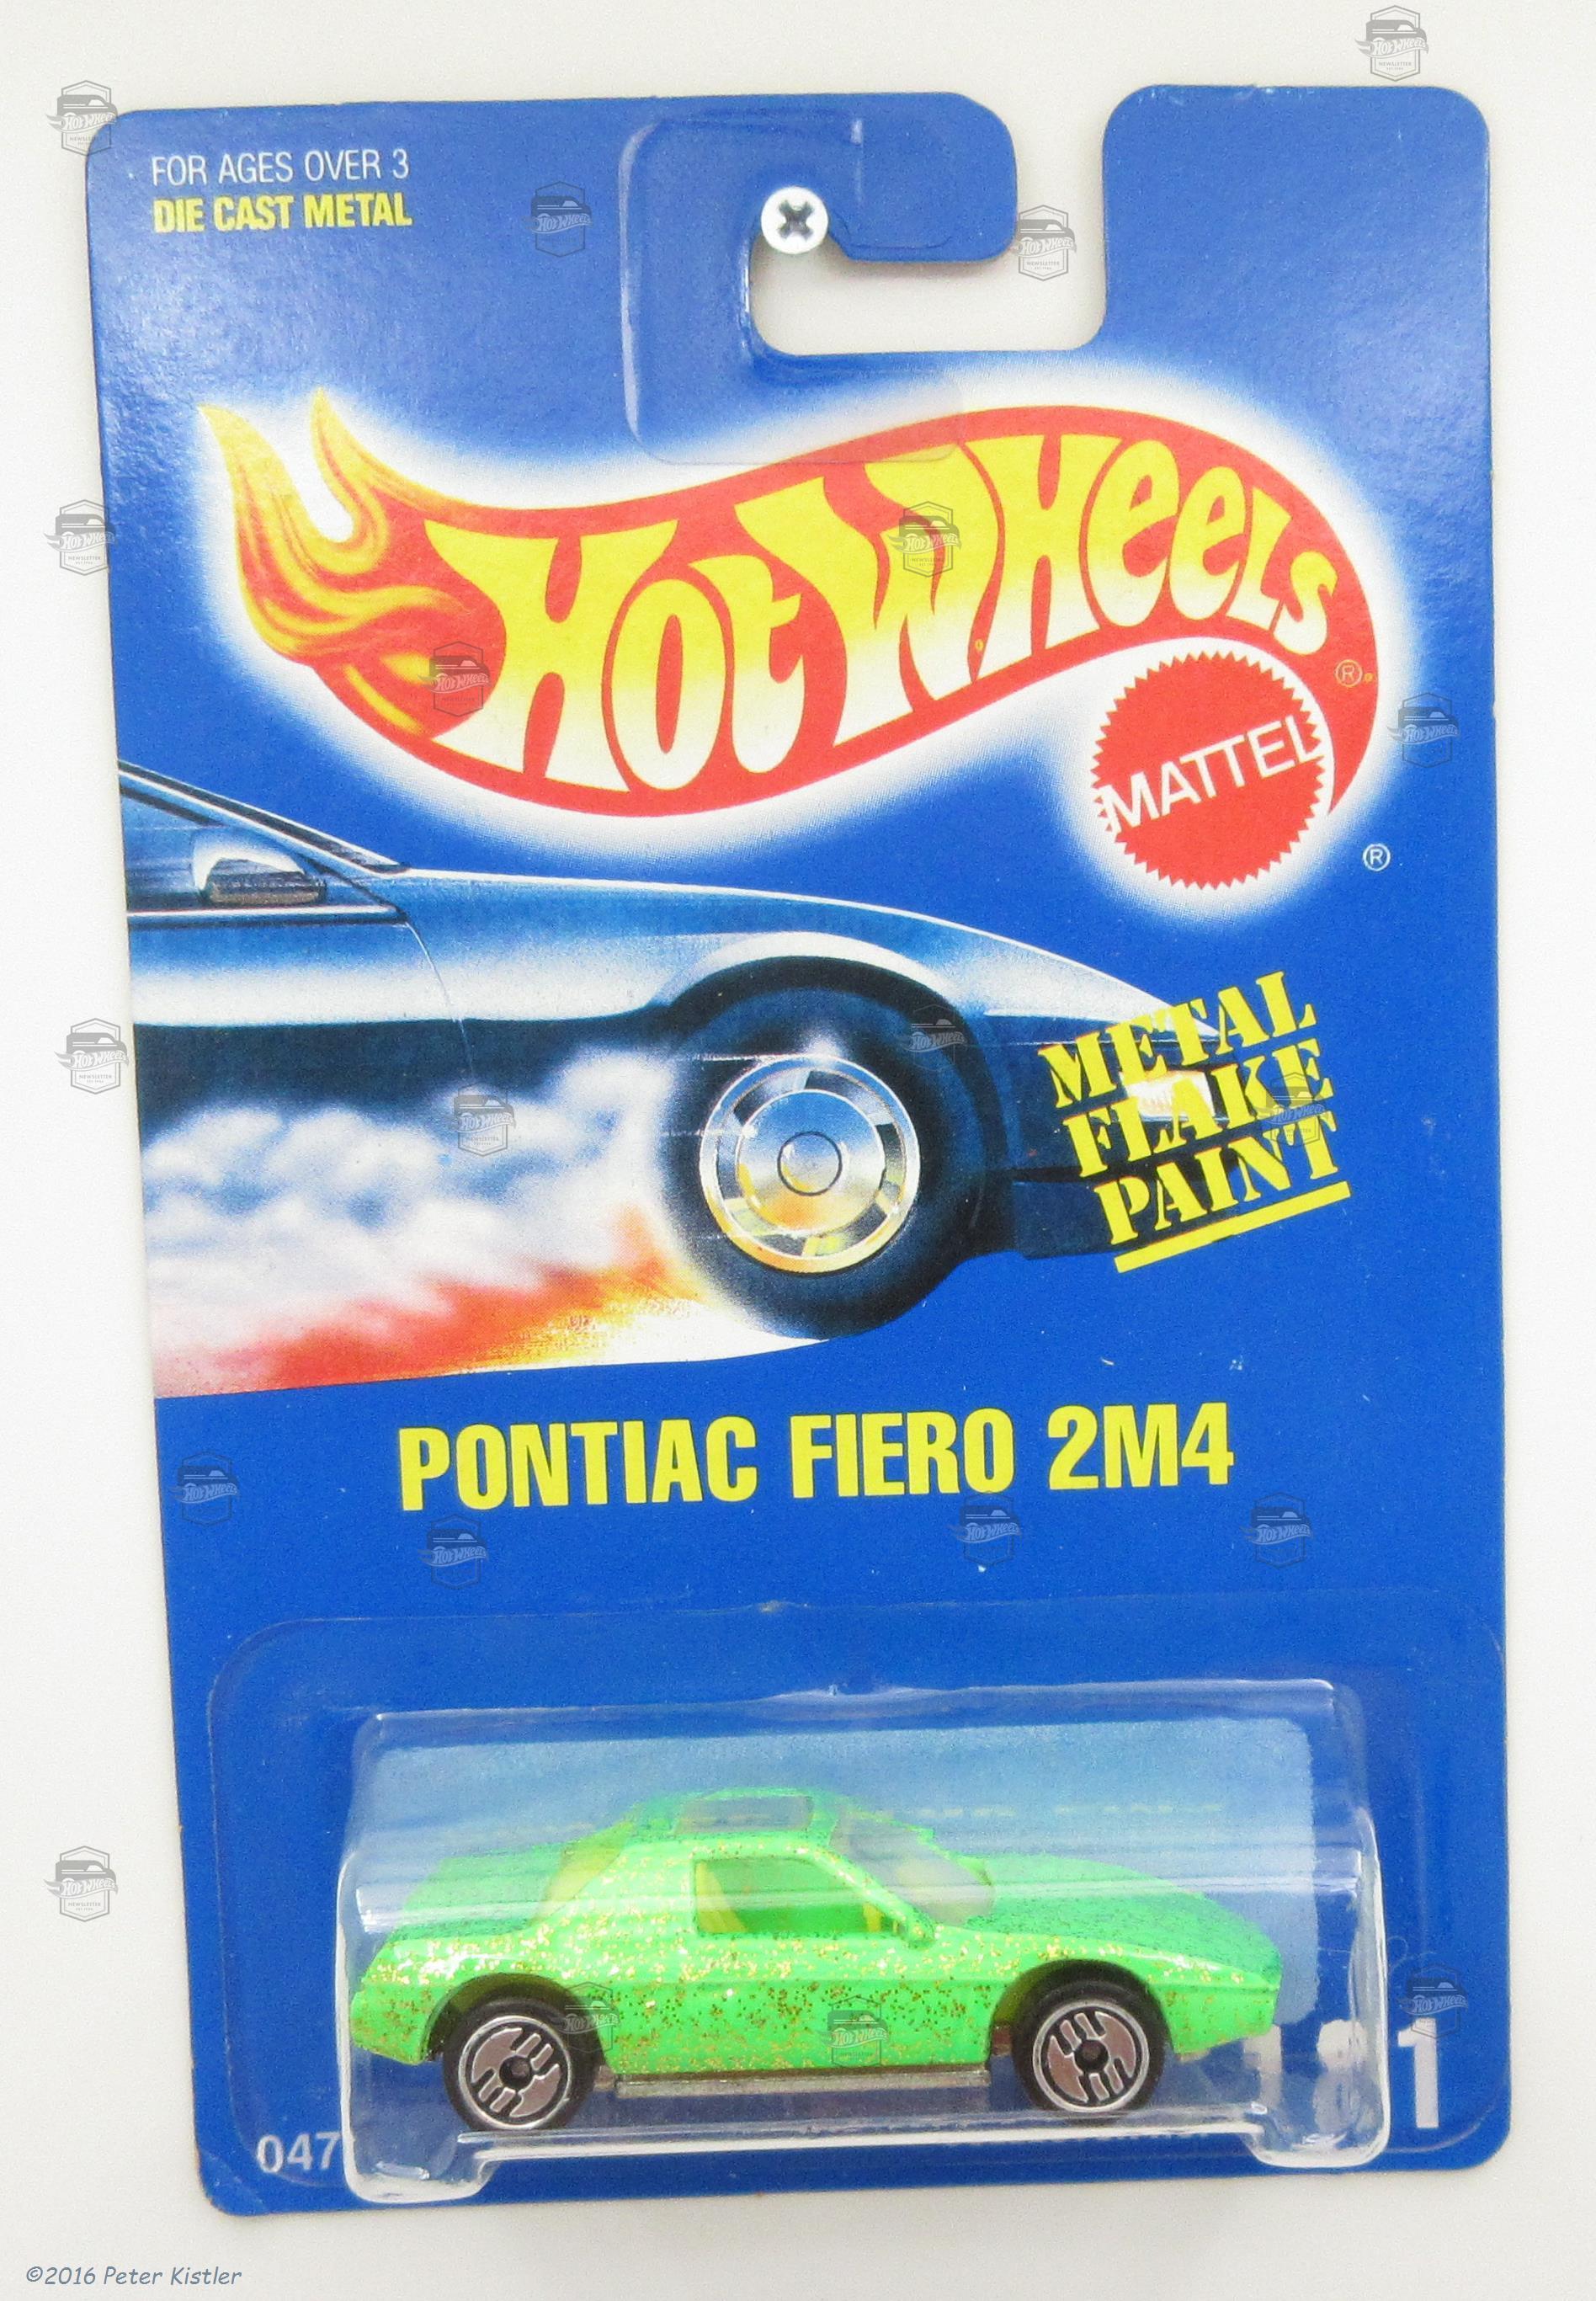 FOR AGES OVER 3
DIE CAST METAL
HOT WHEELS ®
MATTEL
®
METAL
FLAKE
PAINT
PONTIAC FIERO 2M4
047
1
©2016 Peter Kistler